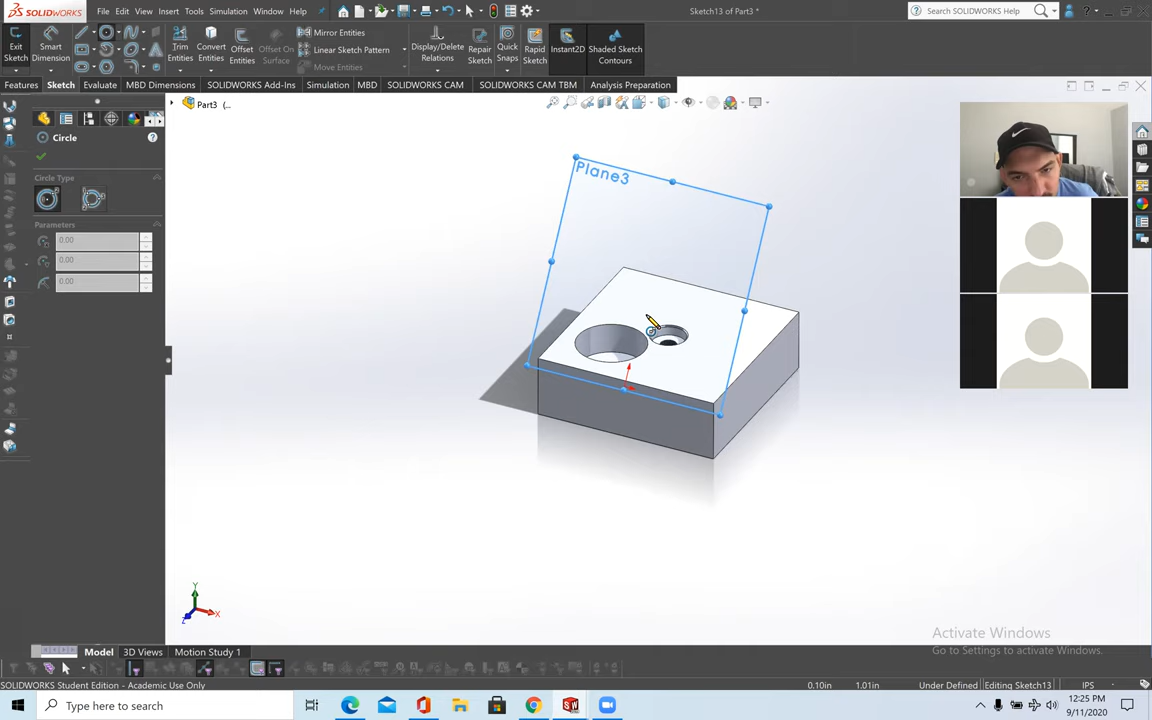 SOLIDWORKS File Edit View Insert Tools Simulation Window Help Sketch13 of Part3 * Search SOLIDWORKS Help
Exit Sketch Smart Dimension Trim Entities Convert Entities Offset Entities Offset On Surface Mirror Entities Linear Sketch Pattern Move Entities Display/Delete Relations Repair Sketch Quick Snaps Rapid Sketch Instant2D Shaded Sketch Contours
Features Sketch Evaluate MBD Dimensions SOLIDWORKS Add-Ins Simulation MBD SOLIDWORKS CAM SOLIDWORKS CAM TBM Analysis Preparation
Part3 (...
Circle
Circle Type
Parameters
0.00
0.00
0.00
Plane3
Y
X
Z
Activate Windows
Go to Settings to activate Windows.
Model 3D Views Motion Study 1
SOLIDWORKS Student Edition - Academic Use Only 0.10in 1.01in Under Defined Editing Sketch13 IPS
Type here to search
12:25 PM
9/11/2020